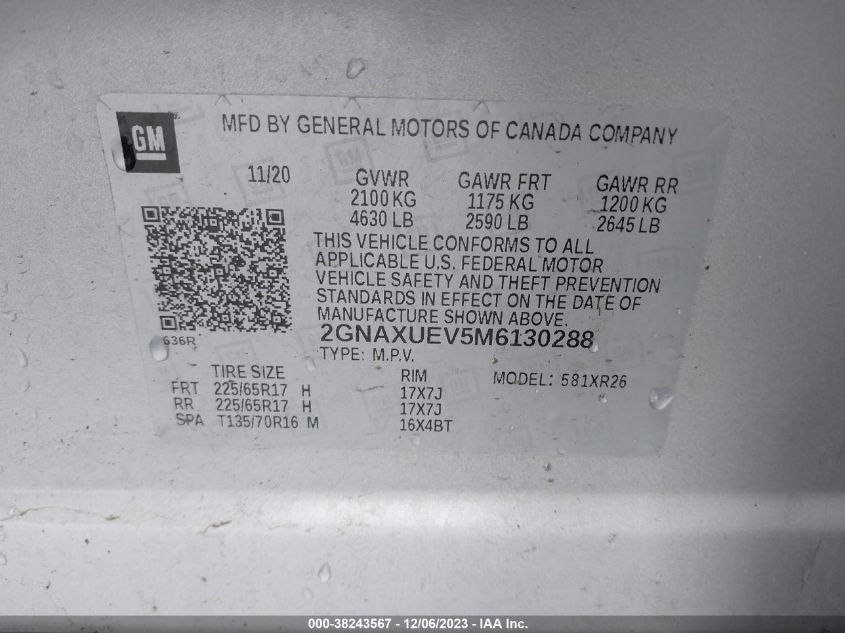 GM
MFD BY GENERAL MOTORS OF CANADA COMPANY
11/20 GVWR GAWR FRT GAWR RR
2100 KG 1175 KG 1200 KG
4630 LB 2590 LB 2645 LB
THIS VEHICLE CONFORMS TO ALL
APPLICABLE U.S. FEDERAL MOTOR
VEHICLE SAFETY AND THEFT PREVENTION
STANDARDS IN EFFECT ON THE DATE OF
MANUFACTURE SHOWN ABOVE.
636R
2GNAXUEV5M6130288
TYPE: M.P.V.
TIRE SIZE RIM MODEL: 581XR26
FRT 225/65R17 H 17X7J
RR 225/65R17 H 17X7J
SPA T135/70R16 M 16X4BT
000-38243567 - 12/06/2023 - IAA Inc.